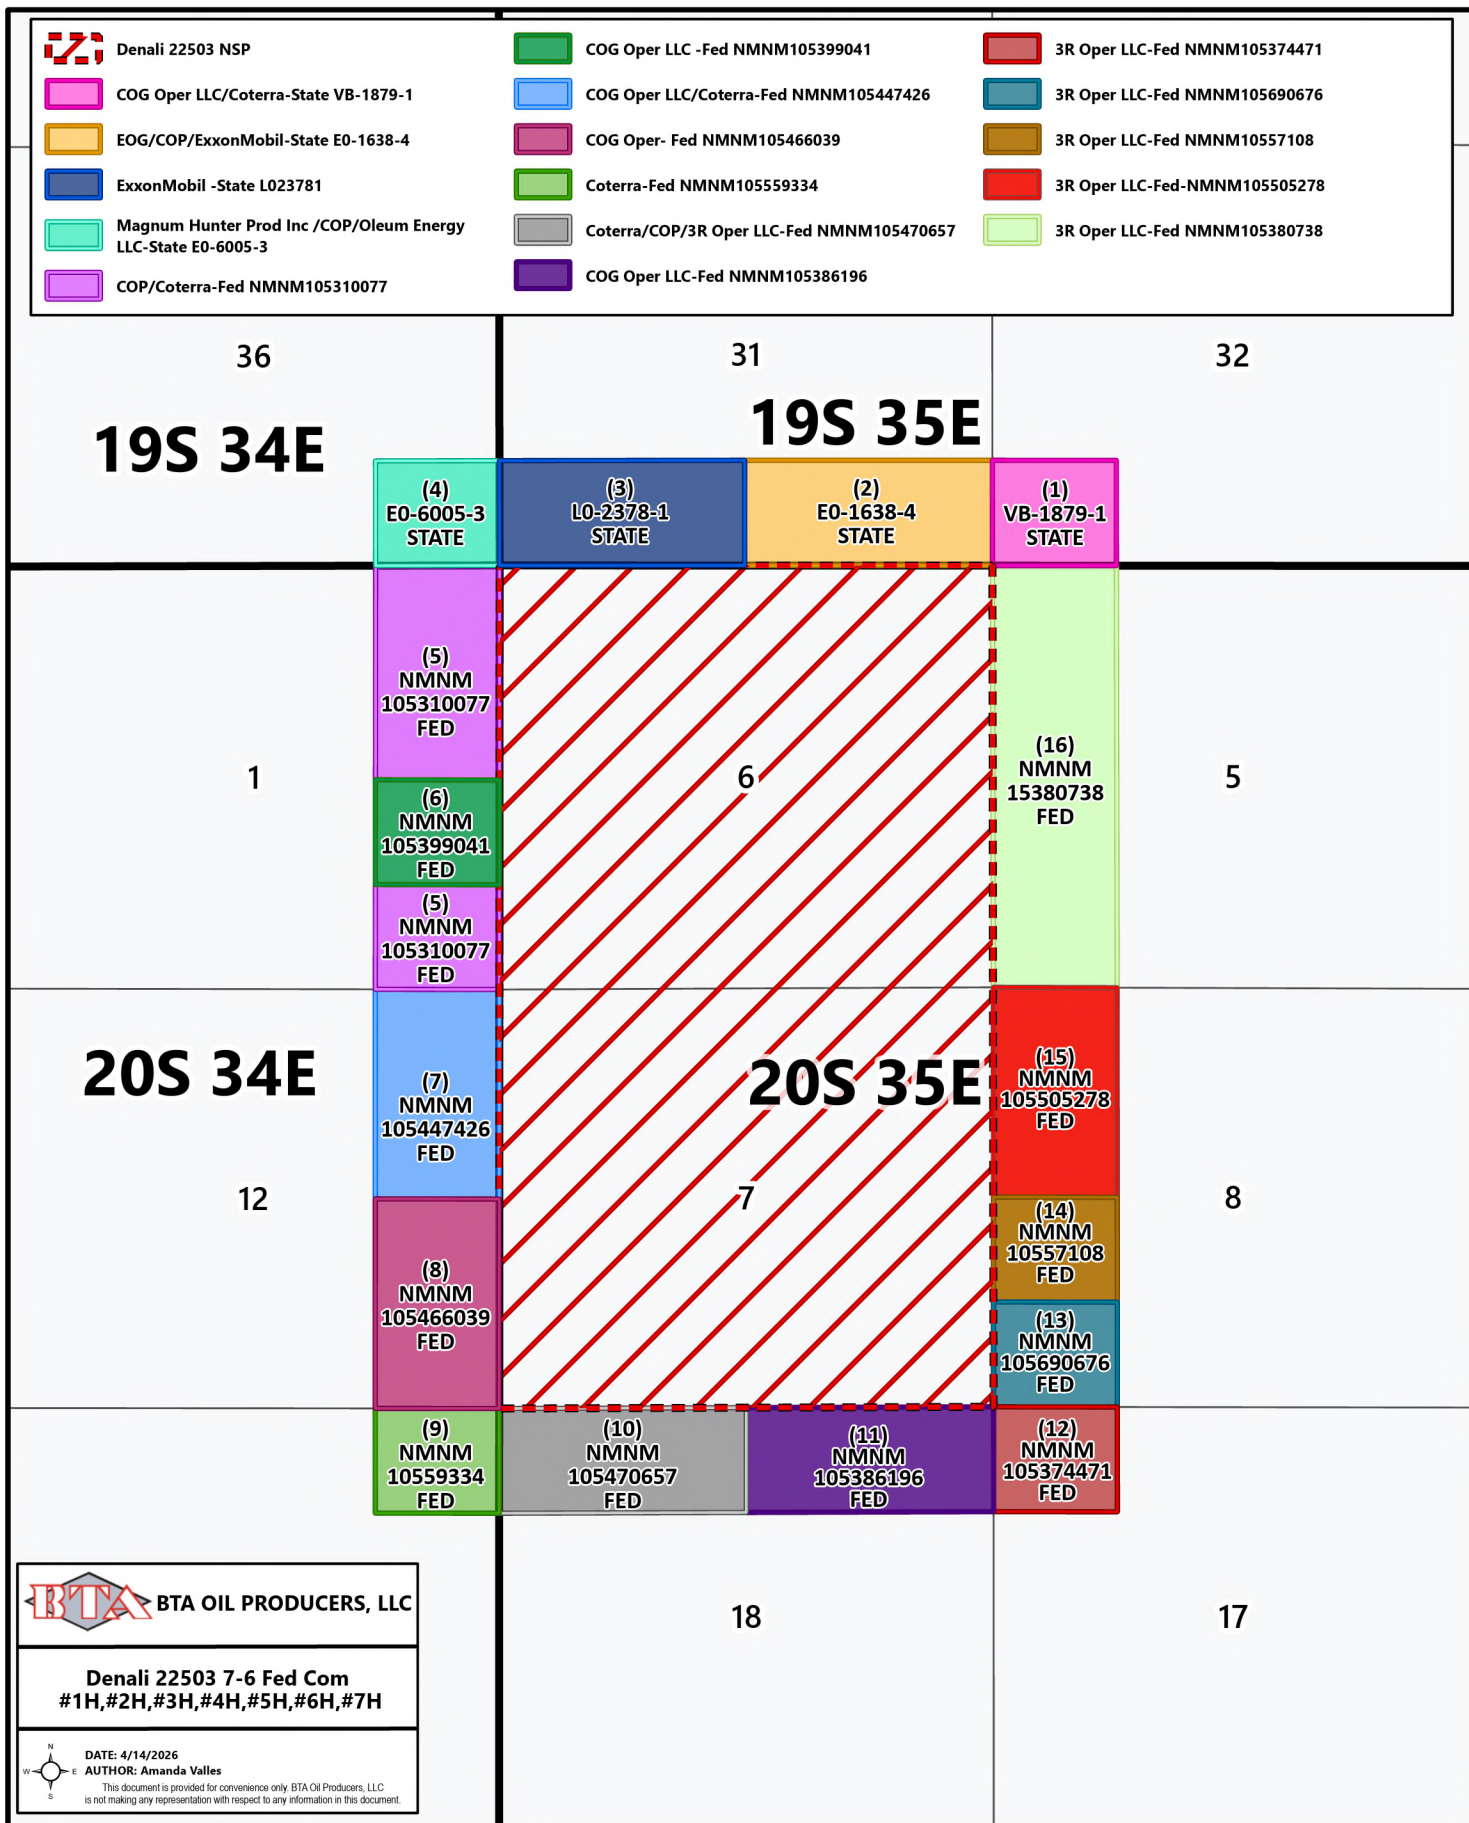 Denali 22503 NSP
COG Oper LLC/Coterra-State VB-1879-1
EOG/COP/ExxonMobil-State E0-1638-4
ExxonMobil -State L023781
Magnum Hunter Prod Inc /COP/Oleum Energy
LLC-State E0-6005-3
COP/Coterra-Fed NMNM105310077
COG Oper LLC -Fed NMNM105399041
COG Oper LLC/Coterra-Fed NMNM105447426
COG Oper- Fed NMNM105466039
Coterra-Fed NMNM105559334
Coterra/COP/3R Oper LLC-Fed NMNM105470657
COG Oper LLC-Fed NMNM105386196
3R Oper LLC-Fed NMNM105374471
3R Oper LLC-Fed NMNM105690676
3R Oper LLC-Fed NMNM10557108
3R Oper LLC-Fed-NMNM105505278
3R Oper LLC-Fed NMNM105380738
36
31
32
19S 34E
19S 35E
(4)
E0-6005-3
STATE
(3)
L0-2378-1
STATE
(2)
E0-1638-4
STATE
(1)
VB-1879-1
STATE
(5)
NMNM
105310077
FED
1
6
(16)
NMNM
15380738
FED
5
(6)
NMNM
105399041
FED
(5)
NMNM
105310077
FED
20S 34E
20S 35E
(7)
NMNM
105447426
FED
(15)
NMNM
105505278
FED
12
7
8
(14)
NMNM
10557108
FED
(8)
NMNM
105466039
FED
(13)
NMNM
105690676
FED
(9)
NMNM
10559334
FED
(10)
NMNM
105470657
FED
(11)
NMNM
105386196
FED
(12)
NMNM
105374471
FED
18
17
BTA BTA OIL PRODUCERS, LLC
Denali 22503 7-6 Fed Com
#1H,#2H,#3H,#4H,#5H,#6H,#7H
N
W E
S
DATE: 4/14/2026
AUTHOR: Amanda Valles
This document is provided for convenience only. BTA Oil Producers, LLC
is not making any representation with respect to any information in this document.